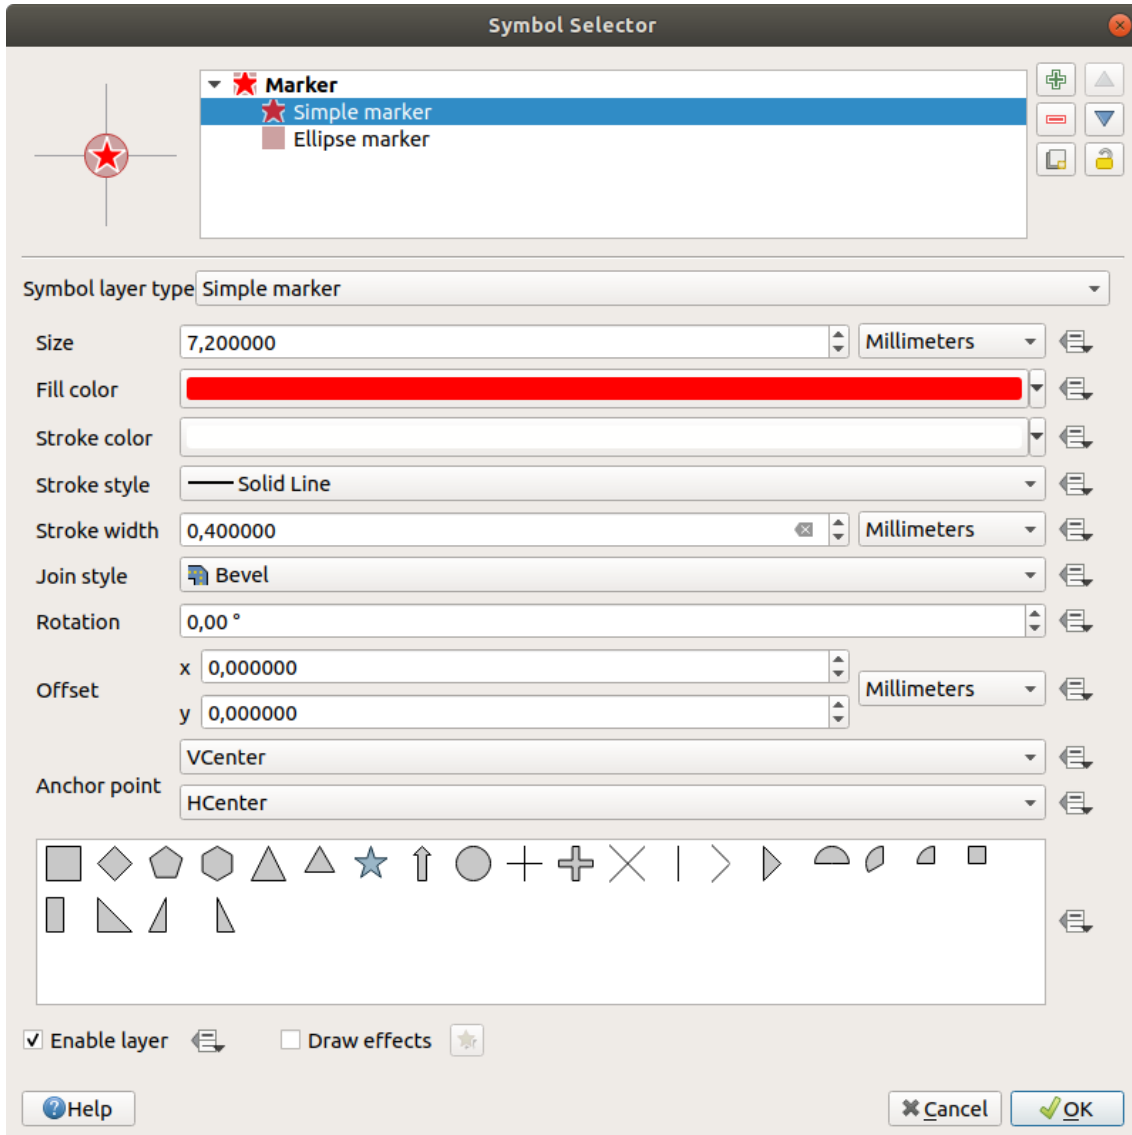 Symbol Selector
Marker
Simple marker
Ellipse marker
Symbol layer type Simple marker
Size 7,200000 Millimeters
Fill color
Stroke color
Stroke style Solid Line
Stroke width 0,400000 Millimeters
Join style Bevel
Rotation 0,00 °
x 0,000000
Offset Millimeters
y 0,000000
VCenter
Anchor point
HCenter
Enable layer Draw effects
Help Cancel OK